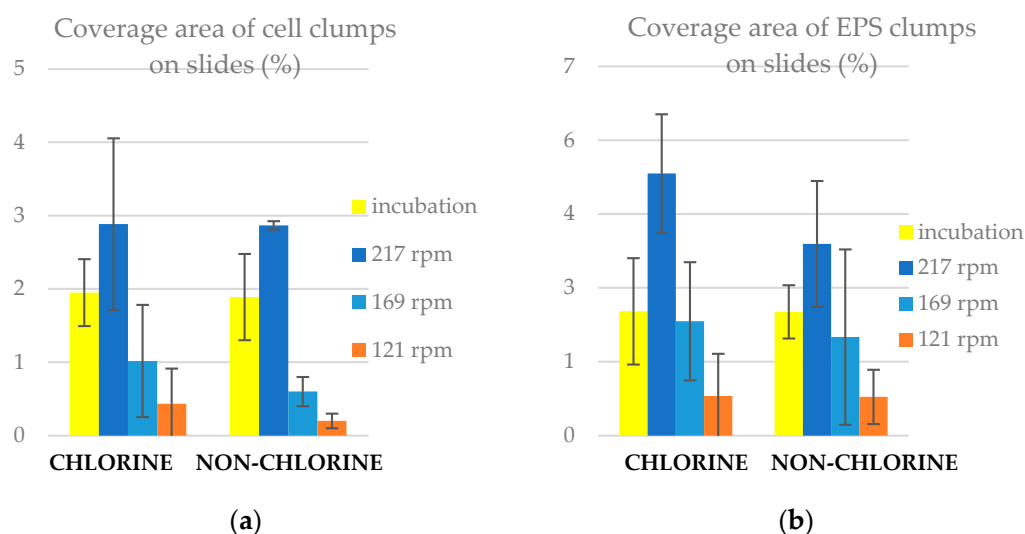 Coverage area of cell clumps
on slides (%)
5
4
3
2
1
0
incubation
217 rpm
169 rpm
121 rpm
CHLORINE NON-CHLORINE
(a)
Coverage area of EPS clumps
on slides (%)
7
6
4
3
1
0
incubation
217 rpm
169 rpm
121 rpm
CHLORINE NON-CHLORINE
(b)